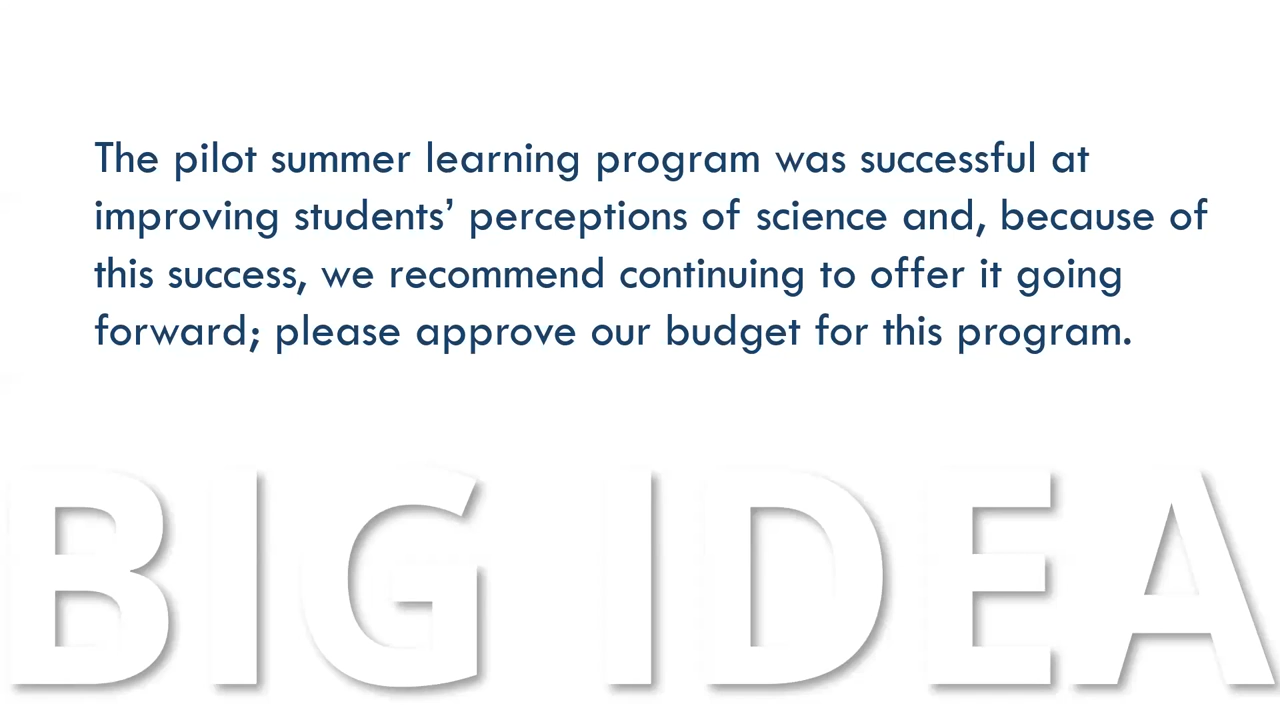 The pilot summer learning program was successful at
improving students’ perceptions of science and, because of
this success, we recommend continuing to offer it going
forward; please approve our budget for this program.
BIG IDEA